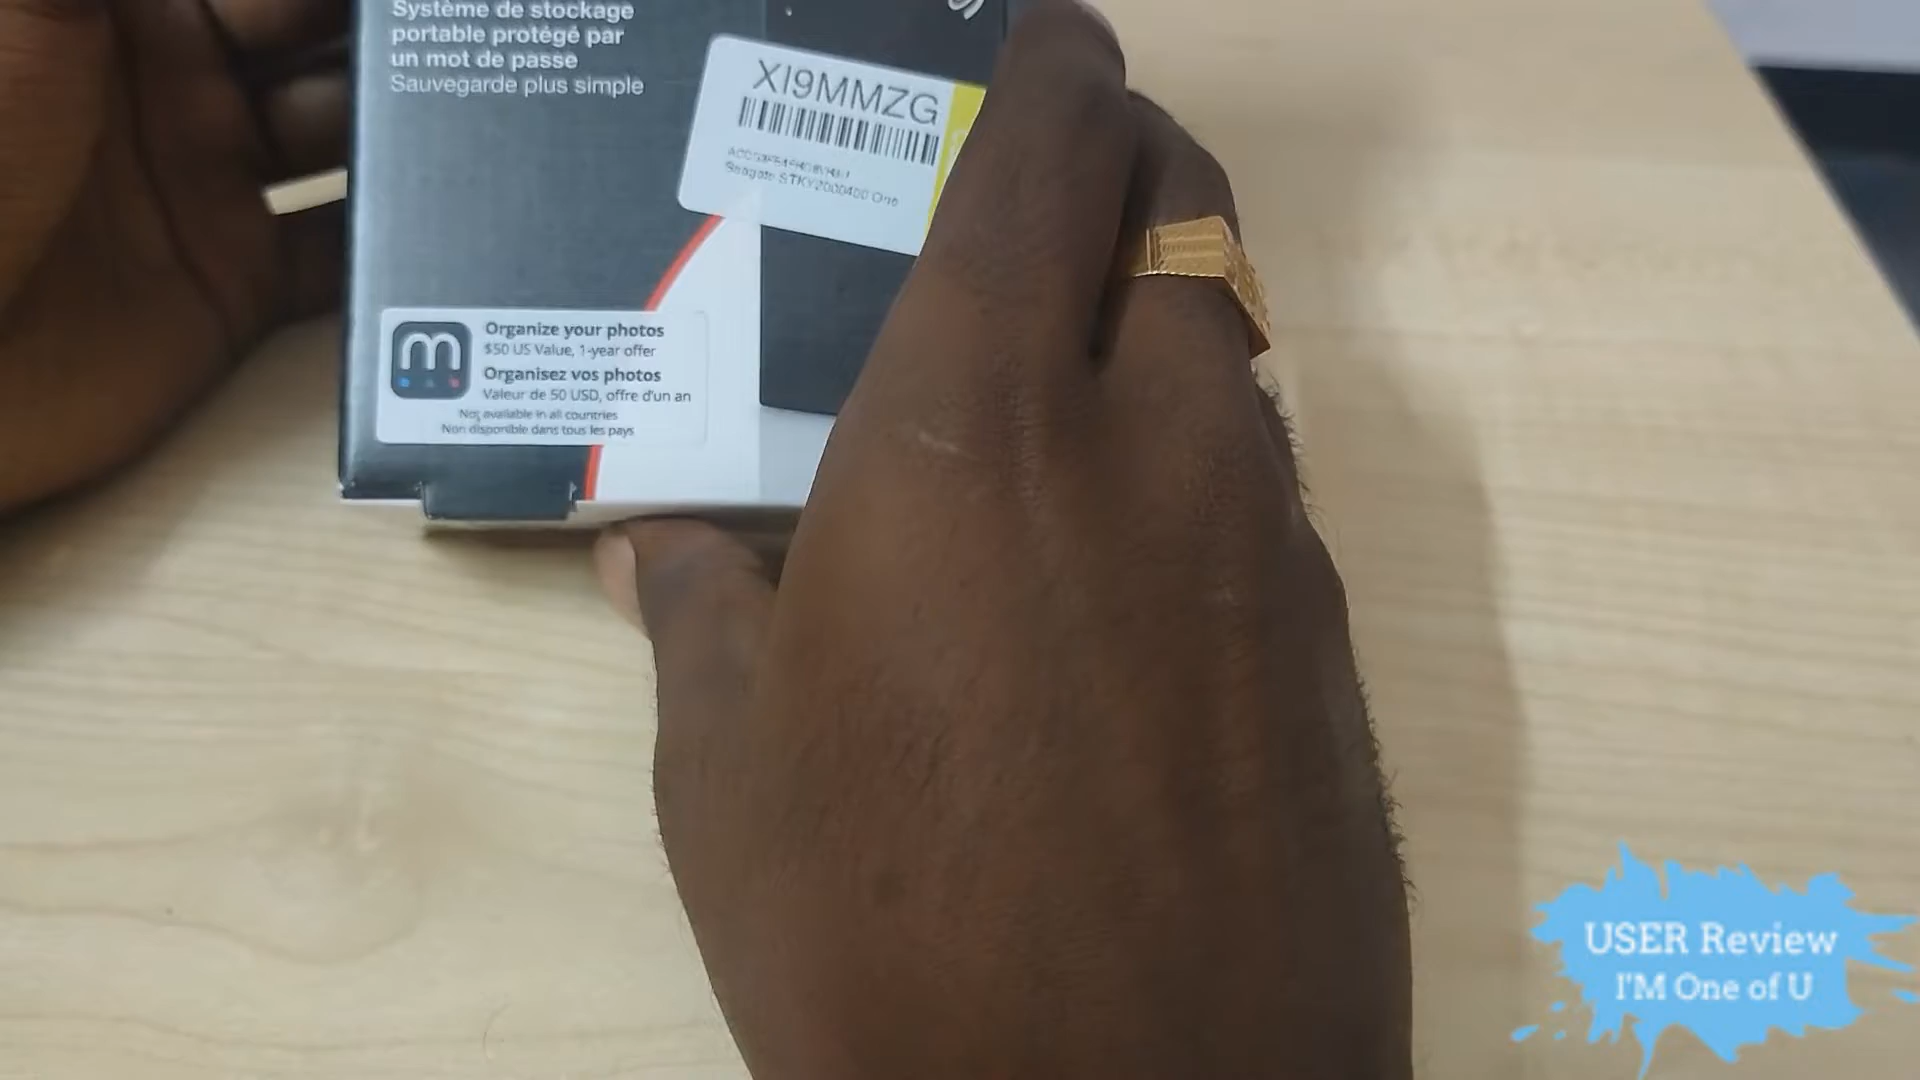 Système de stockage
portable protégé par
un mot de passe
Sauvegarde plus simple
XI9MMZG
Seagate STKY2000400 One
Organize your photos
$50 US Value, 1-year offer
Organisez vos photos
Valeur de 50 USD, offre d'un an
Not available in all countries
Non disponible dans tous les pays
USER Review
I'M One of U